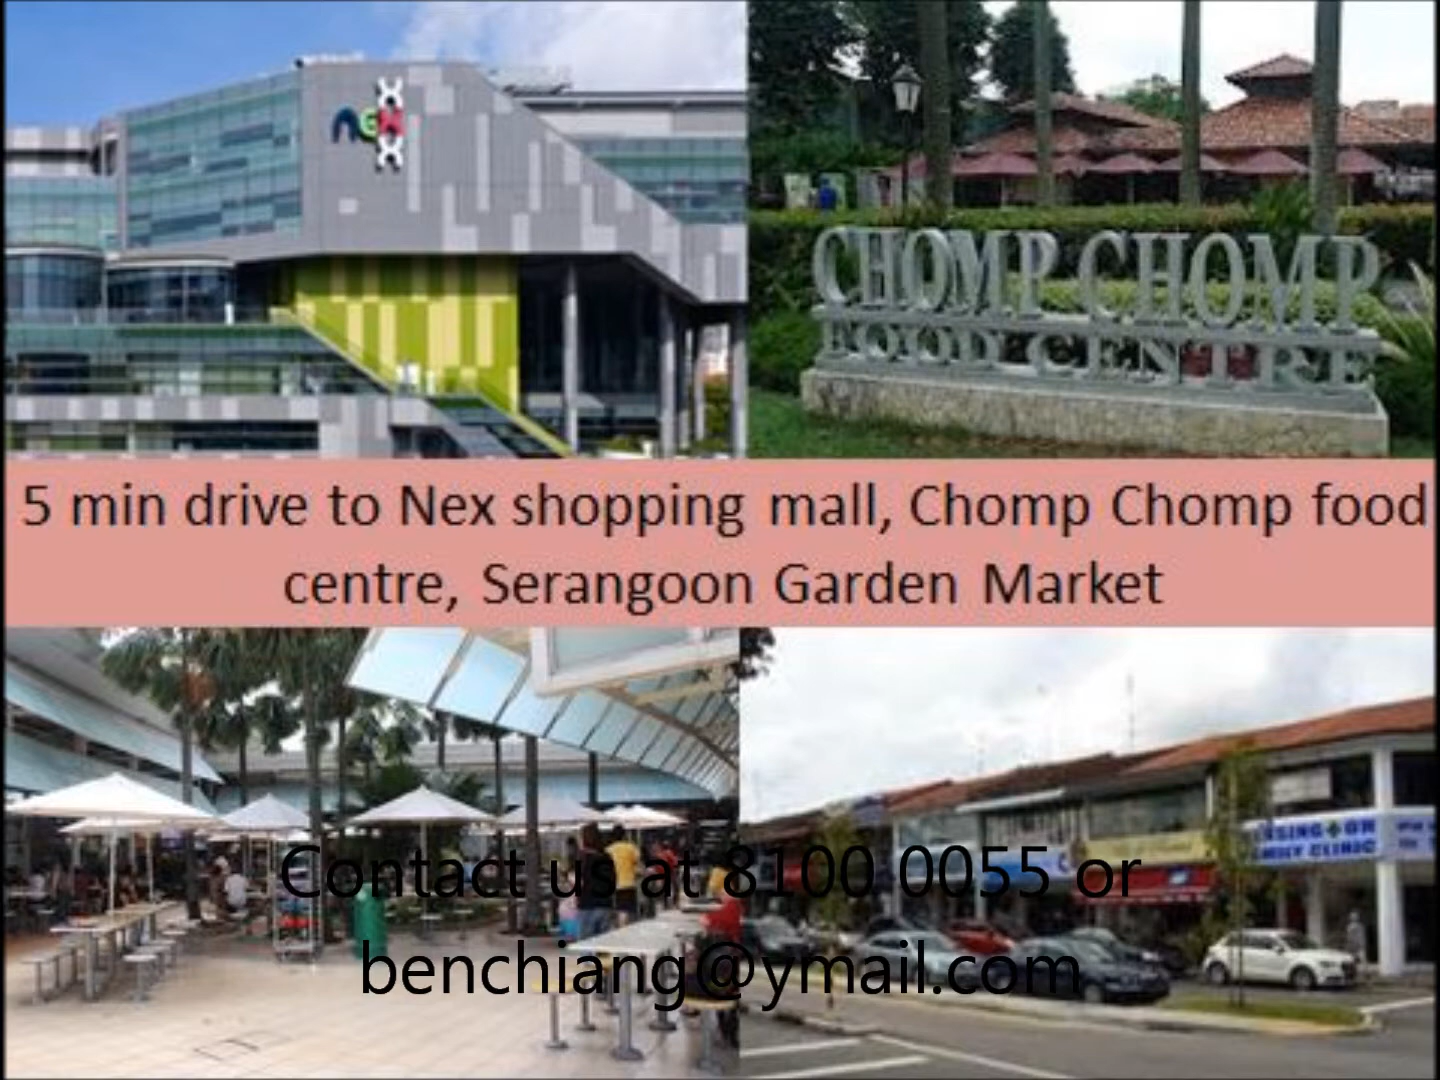 nex
CHOMP CHOMP
FOOD CENTRE
5 min drive to Nex shopping mall, Chomp Chomp food
centre, Serangoon Garden Market
Contact us at 8100 0055 or
benchiang@ymail.com
CLINIC